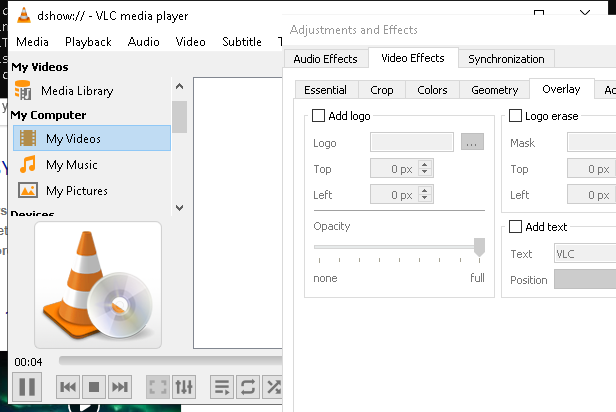 dshow:// - VLC media player
Media Playback Audio Video Subtitle
My Videos
Media Library
My Computer
My Videos
My Music
My Pictures
Devices
00:04
Adjustments and Effects
Audio Effects Video Effects Synchronization
Essential Crop Colors Geometry Overlay
Add logo
Logo ...
Top 0 px
Left 0 px
Opacity
none full
Logo erase
Mask
Top 0 px
Left 0 px
Add text
Text VLC
Position